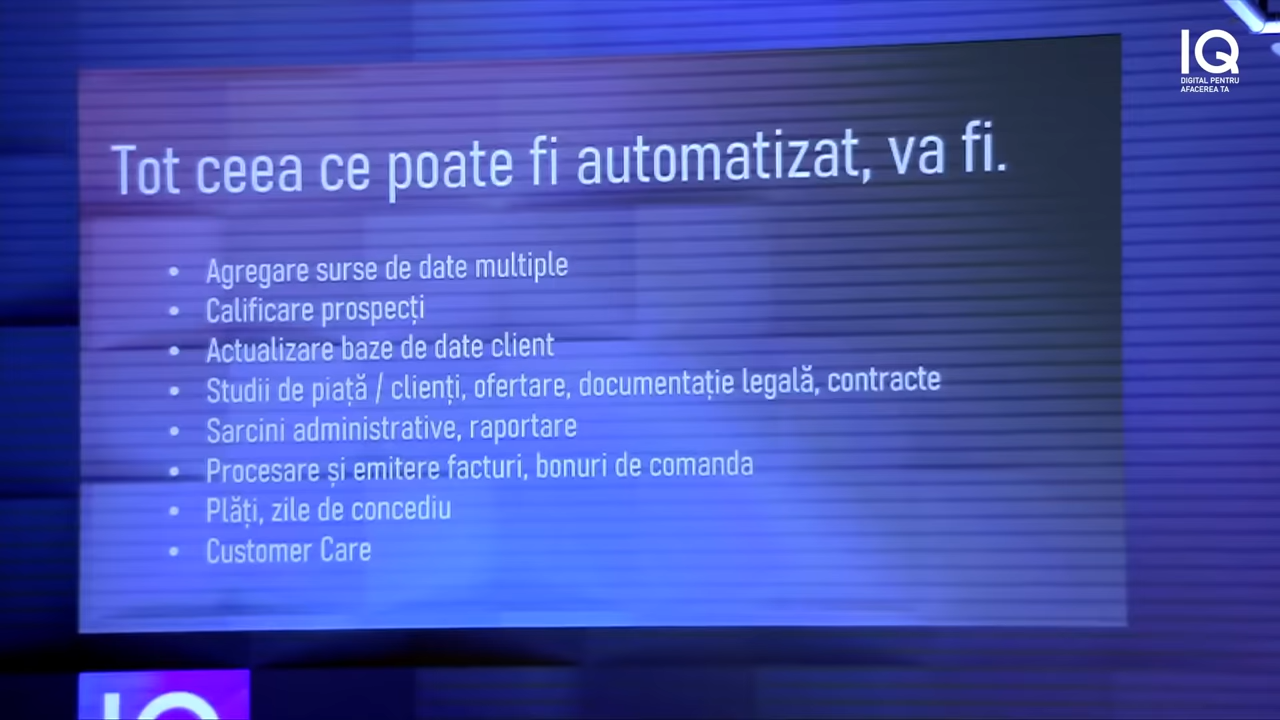 IQ
DIGITAL PENTRU
AFACEREA TA
Tot ceea ce poate fi automatizat, va fi.
• Agregare surse de date multiple
• Calificare prospecți
• Actualizare baze de date client
• Studii de piață / clienți, ofertare, documentație legală, contracte
• Sarcini administrative, raportare
• Procesare și emitere facturi, bonuri de comanda
• Plăți, zile de concediu
• Customer Care
IQ